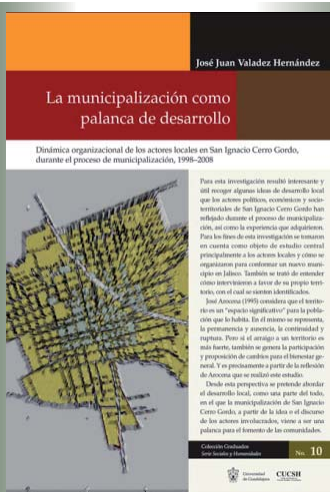 José Juan Valadez Hernández
La municipalización como
palanca de desarrollo
Dinámica organizacional de los actores locales en San Ignacio Cerro Gordo,
durante el proceso de municipalización, 1998-2008
Para esta investigación resultó interesante y
útil recoger algunas ideas de desarrollo local
que los actores políticos, económicos y socio-
territoriales de San Ignacio Cerro Gordo han
reflejado durante el proceso de municipaliza-
ción, así como la experiencia que adquirieron.
Para los fines de esta investigación se tomaron
en cuenta como objeto de estudio central
principalmente a los actores locales y cómo se
organizaron para conformar un nuevo muni-
cipio en Jalisco. También se trató de entender
cómo intervinieron a favor de su propio terri-
torio, con el cual se sienten identificados.
José Arocena (1995) considera que el territo-
rio es un "espacio significativo" para la pobla-
ción que lo habita. En él mismo se representa,
la permanencia y ausencia, la continuidad y
ruptura. Pero si el arraigo a un territorio es
más fuerte, también se genera la participación
y proposición de cambios para el bienestar ge-
neral. Y es precisamente a partir de la reflexión
de Arocena que se realizó este estudio.
Desde esta perspectiva se pretende abordar
el desarrollo local, como una parte del todo,
en el que la municipalización de San Ignacio
Cerro Gordo, a partir de la idea o el discurso
de los actores involucrados, viene a ser una
palanca para el fomento de las comunidades.
Colección Graduados
Serie Sociales y Humanidades
No. 10
Universidad
de Guadalajara
CUCSH